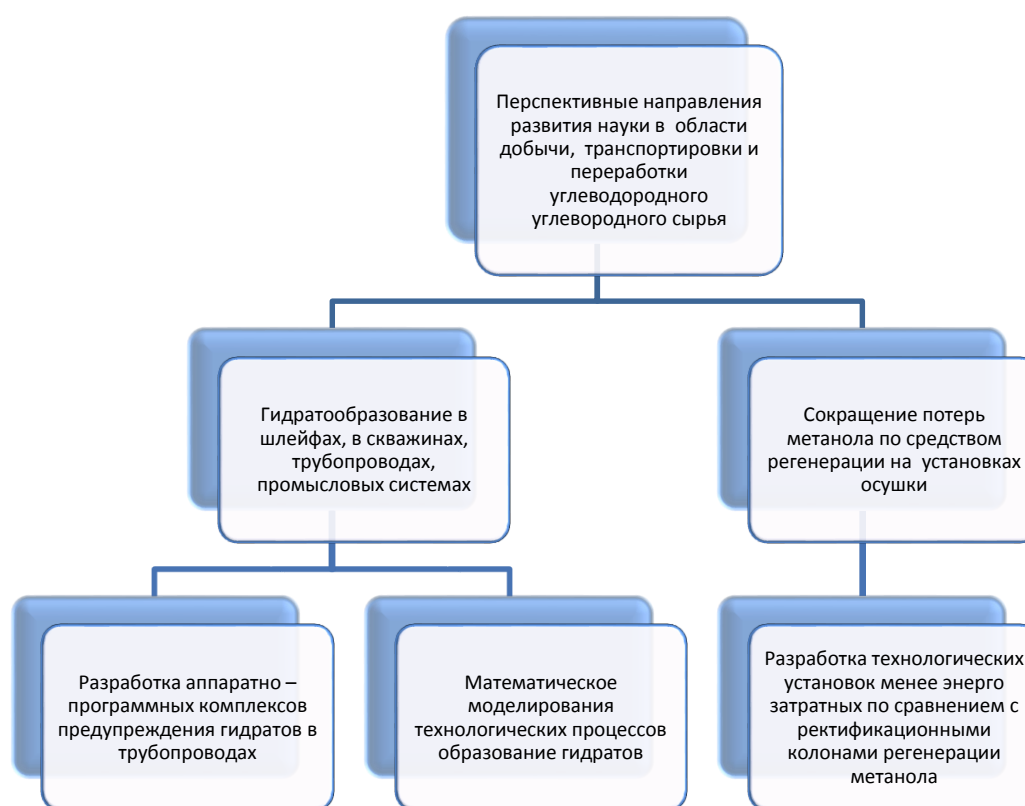 Перспективные направления
развития науки в области
добычи, транспортировки и
переработки
углеводородного
углевородного сырья
Гидратообразование в
шлейфах, в скважинах,
трубопроводах,
промысловых системах
Сокращение потерь
метанола по средством
регенерации на установках
осушки
Разработка аппаратно –
программных комплексов
предупреждения гидратов в
трубопроводах
Математическое
моделирования
технологических процессов
образование гидратов
Разработка технологических
установок менее энерго
затратных по сравнению с
ректификационными
колонами регенерации
метанола